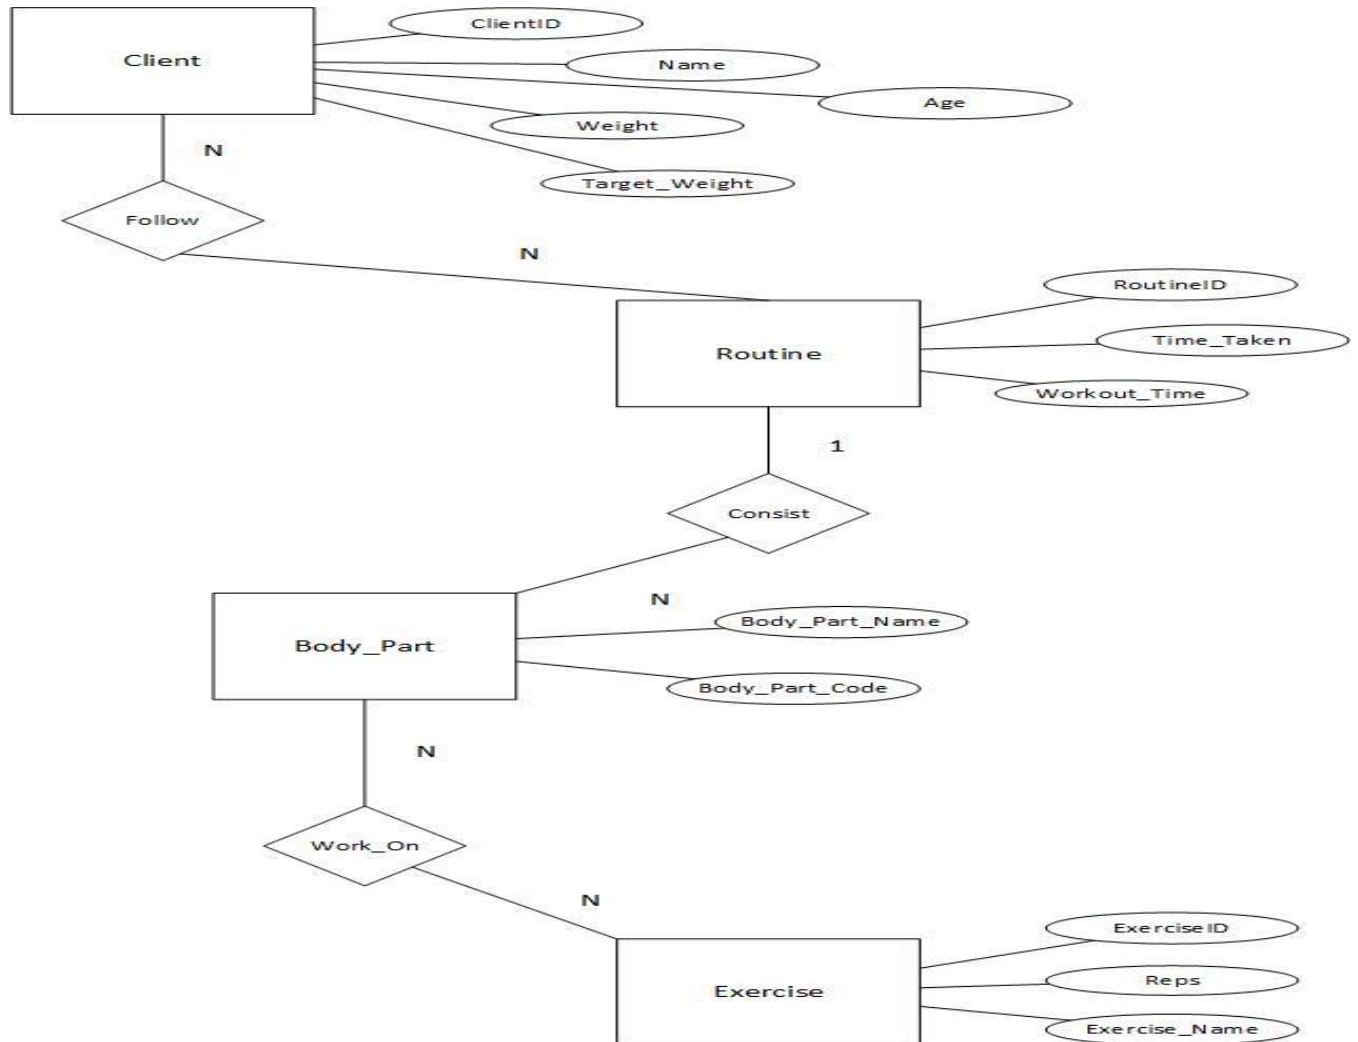 ClientID
Client
Name
Age
Weight
N
Target_Weight
Follow
N
RoutineID
Time_Taken
Routine
Workout_Time
1
Consist
N
Body_Part_Name
Body_Part
Body_Part_Code
N
Work_On
N
ExerciseID
Reps
Exercise
Exercise_Name